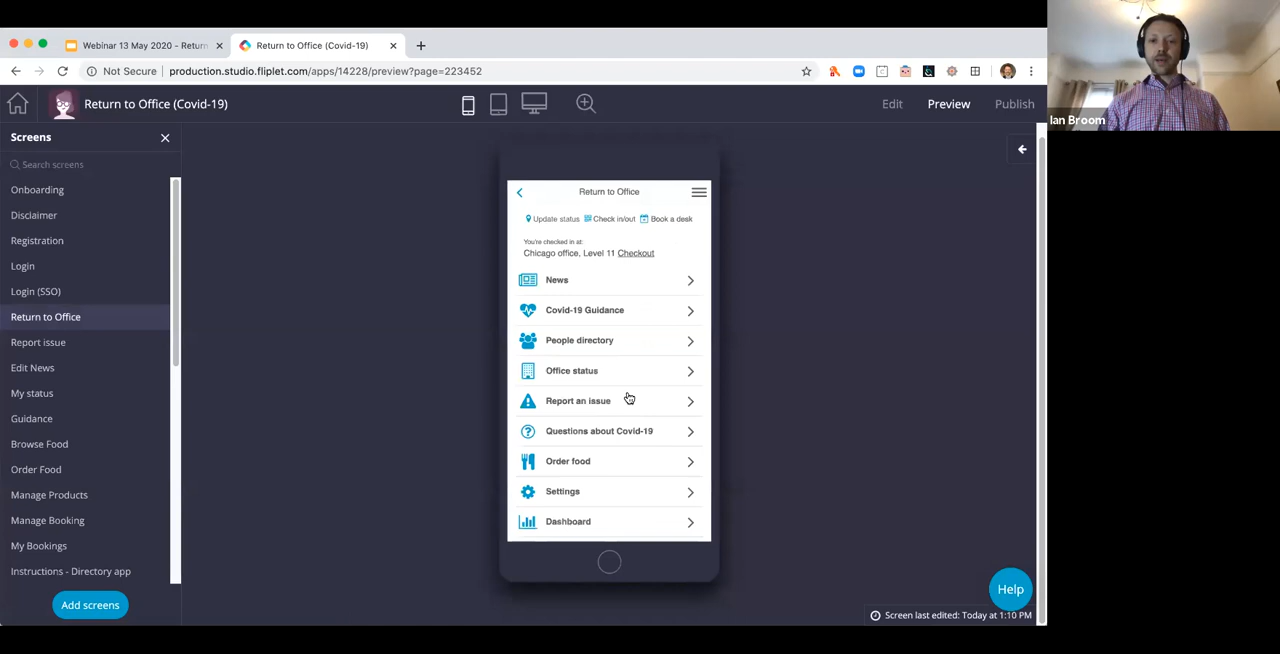 Webinar 13 May 2020 - Return
Return to Office (Covid-19)
Not Secure
production.studio.fliplet.com/apps/14228/preview?page=223452
Return to Office (Covid-19)
Edit
Preview
Publish
Ian Broom
Screens
Search screens
Onboarding
Disclaimer
Registration
Login
Login (SSO)
Return to Office
Report issue
Edit News
My status
Guidance
Browse Food
Order Food
Manage Products
Manage Booking
My Bookings
Instructions - Directory app
Add screens
Return to Office
Update status
Check in/out
Book a desk
You're checked in at:
Chicago office, Level 11 Checkout
News
Covid-19 Guidance
People directory
Office status
Report an issue
Questions about Covid-19
Order food
Settings
Dashboard
Help
Screen last edited: Today at 1:10 PM